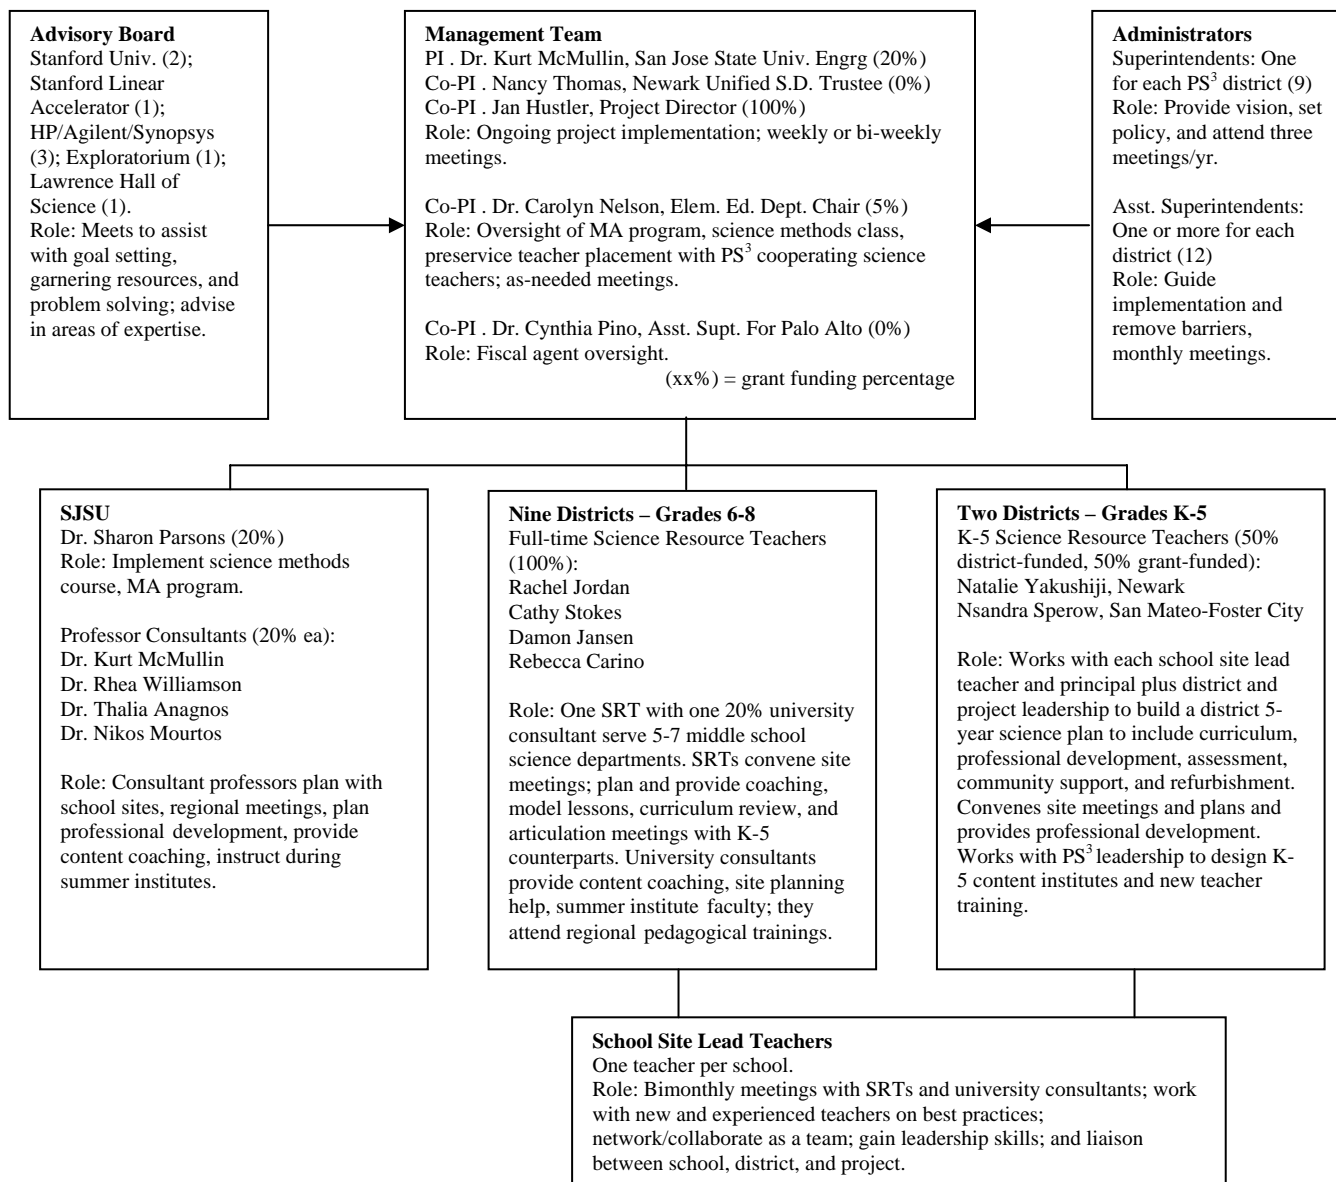 Advisory Board
Stanford Univ. (2);
Stanford Linear
Accelerator (1);
HP/Agilent/Synopsys
(3); Exploratorium (1);
Lawrence Hall of
Science (1).
Role: Meets to assist
with goal setting,
garnering resources, and
problem solving; advise
in areas of expertise.
Management Team
PI . Dr. Kurt McMullin, San Jose State Univ. Engrg (20%)
Co-PI . Nancy Thomas, Newark Unified S.D. Trustee (0%)
Co-PI . Jan Hustler, Project Director (100%)
Role: Ongoing project implementation; weekly or bi-weekly
meetings.
Co-PI . Dr. Carolyn Nelson, Elem. Ed. Dept. Chair (5%)
Role: Oversight of MA program, science methods class,
preservice teacher placement with PS³ cooperating science
teachers; as-needed meetings.
Co-PI . Dr. Cynthia Pino, Asst. Supt. For Palo Alto (0%)
Role: Fiscal agent oversight.
(xx%) = grant funding percentage
Administrators
Superintendents: One
for each PS³ district (9)
Role: Provide vision, set
policy, and attend three
meetings/yr.
Asst. Superintendents:
One or more for each
district (12)
Role: Guide
implementation and
remove barriers,
monthly meetings.
SJSU
Dr. Sharon Parsons (20%)
Role: Implement science methods
course, MA program.
Professor Consultants (20% ea):
Dr. Kurt McMullin
Dr. Rhea Williamson
Dr. Thalia Anagnos
Dr. Nikos Mourtos
Role: Consultant professors plan with
school sites, regional meetings, plan
professional development, provide
content coaching, instruct during
summer institutes.
Nine Districts – Grades 6-8
Full-time Science Resource Teachers
(100%):
Rachel Jordan
Cathy Stokes
Damon Jansen
Rebecca Carino
Role: One SRT with one 20% university
consultant serve 5-7 middle school
science departments. SRTs convene site
meetings; plan and provide coaching,
model lessons, curriculum review, and
articulation meetings with K-5
counterparts. University consultants
provide content coaching, site planning
help, summer institute faculty; they
attend regional pedagogical trainings.
Two Districts – Grades K-5
K-5 Science Resource Teachers (50%
district-funded, 50% grant-funded):
Natalie Yakushiji, Newark
Nsandra Sperow, San Mateo-Foster City
Role: Works with each school site lead
teacher and principal plus district and
project leadership to build a district 5-
year science plan to include curriculum,
professional development, assessment,
community support, and refurbishment.
Convenes site meetings and plans and
provides professional development.
Works with PS³ leadership to design K-
5 content institutes and new teacher
training.
School Site Lead Teachers
One teacher per school.
Role: Bimonthly meetings with SRTs and university consultants; work
with new and experienced teachers on best practices;
network/collaborate as a team; gain leadership skills; and liaison
between school, district, and project.